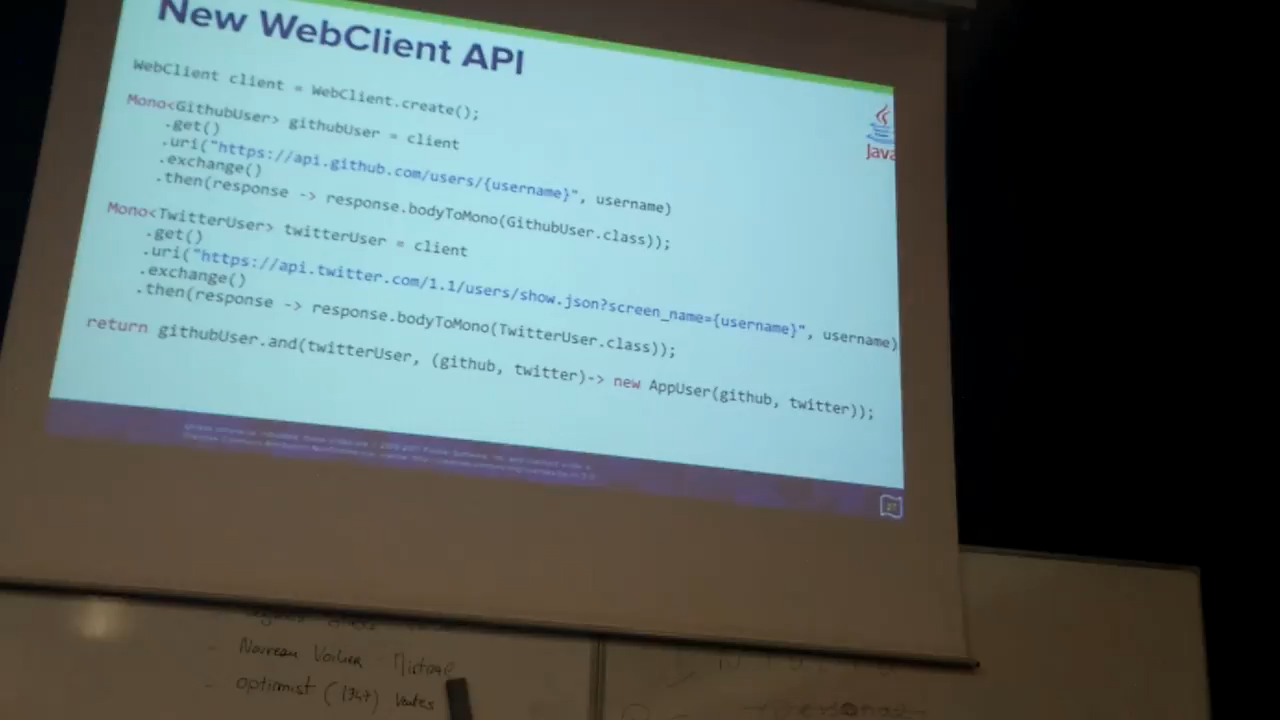 New WebClient API
WebClient client = WebClient.create();
Java
Mono<GithubUser> githubUser = client
.get()
.uri("https://api.github.com/users/{username}", username)
.exchange()
.then(response -> response.bodyToMono(GithubUser.class));
Mono<TwitterUser> twitterUser = client
.get()
.uri("https://api.twitter.com/1.1/users/show.json?screen_name={username}", username)
.exchange()
.then(response -> response.bodyToMono(TwitterUser.class));
return githubUser.and(twitterUser, (github, twitter)-> new AppUser(github, twitter));
27
optimist (1947)